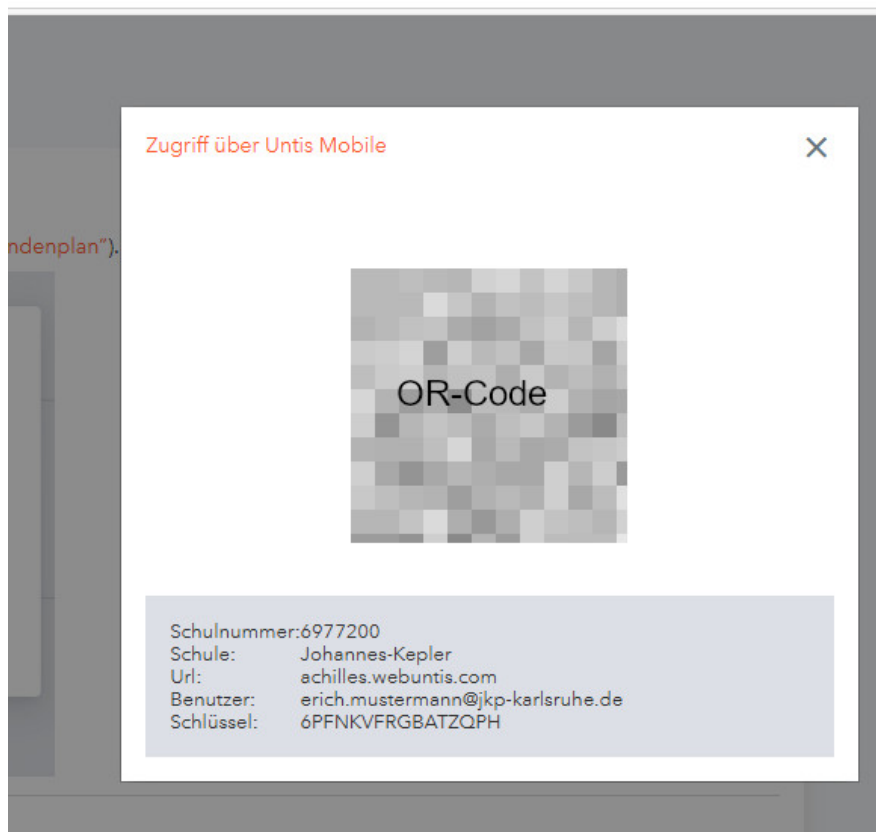 Zugriff über Untis Mobile
ndenplan”).
OR-Code
Schulnummer:6977200
Schule: Johannes-Kepler
Url: achilles.webuntis.com
Benutzer: erich.mustermann@jkp-karlsruhe.de
Schlüssel: 6PFNKVFRGBATZQPH